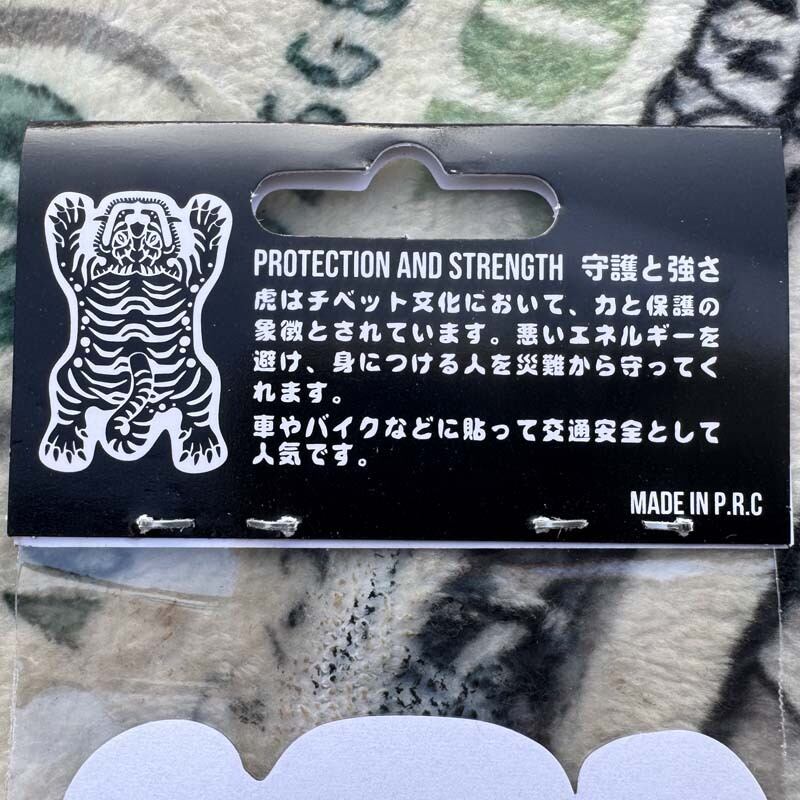 PROTECTION AND STRENGTH 守護と強さ
虎はチベット文化において、力と保護の
象徴とされています。悪いエネルギーを
避け、身につける人を災難から守ってく
れます。
車やバイクなどに貼って交通安全として
人気です。
MADE IN P.R.C